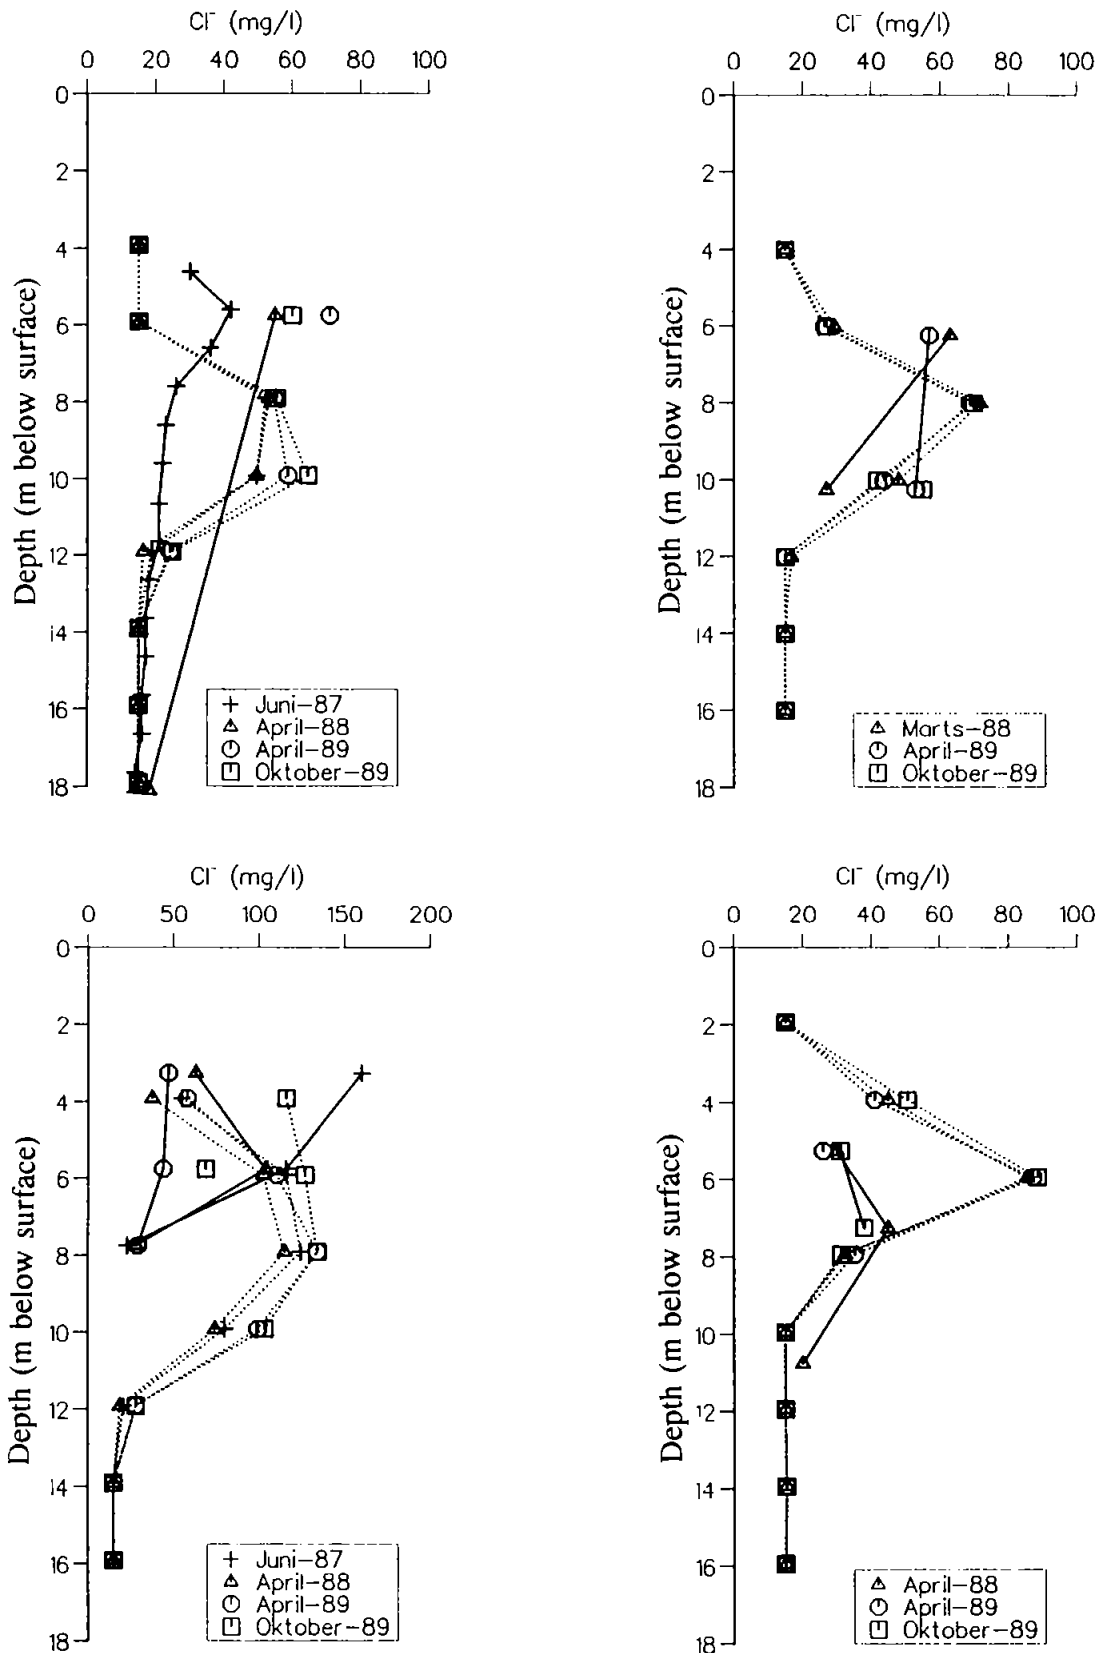 Cl⁻ (mg/l)
0 20 40 60 80 100
0
2
4
6
8
10
12
14
16
18
Depth (m below surface)
Juni-87
April-88
April-89
Oktober-89
Cl⁻ (mg/l)
0 20 40 60 80 100
0
2
4
6
8
10
12
14
16
18
Depth (m below surface)
Marts-88
April-89
Oktober-89
Cl⁻ (mg/l)
0 50 100 150 200
0
2
4
6
8
10
12
14
16
18
Depth (m below surface)
Juni-87
April-88
April-89
Oktober-89
Cl⁻ (mg/l)
0 20 40 60 80 100
0
2
4
6
8
10
12
14
16
18
Depth (m below surface)
April-88
April-89
Oktober-89